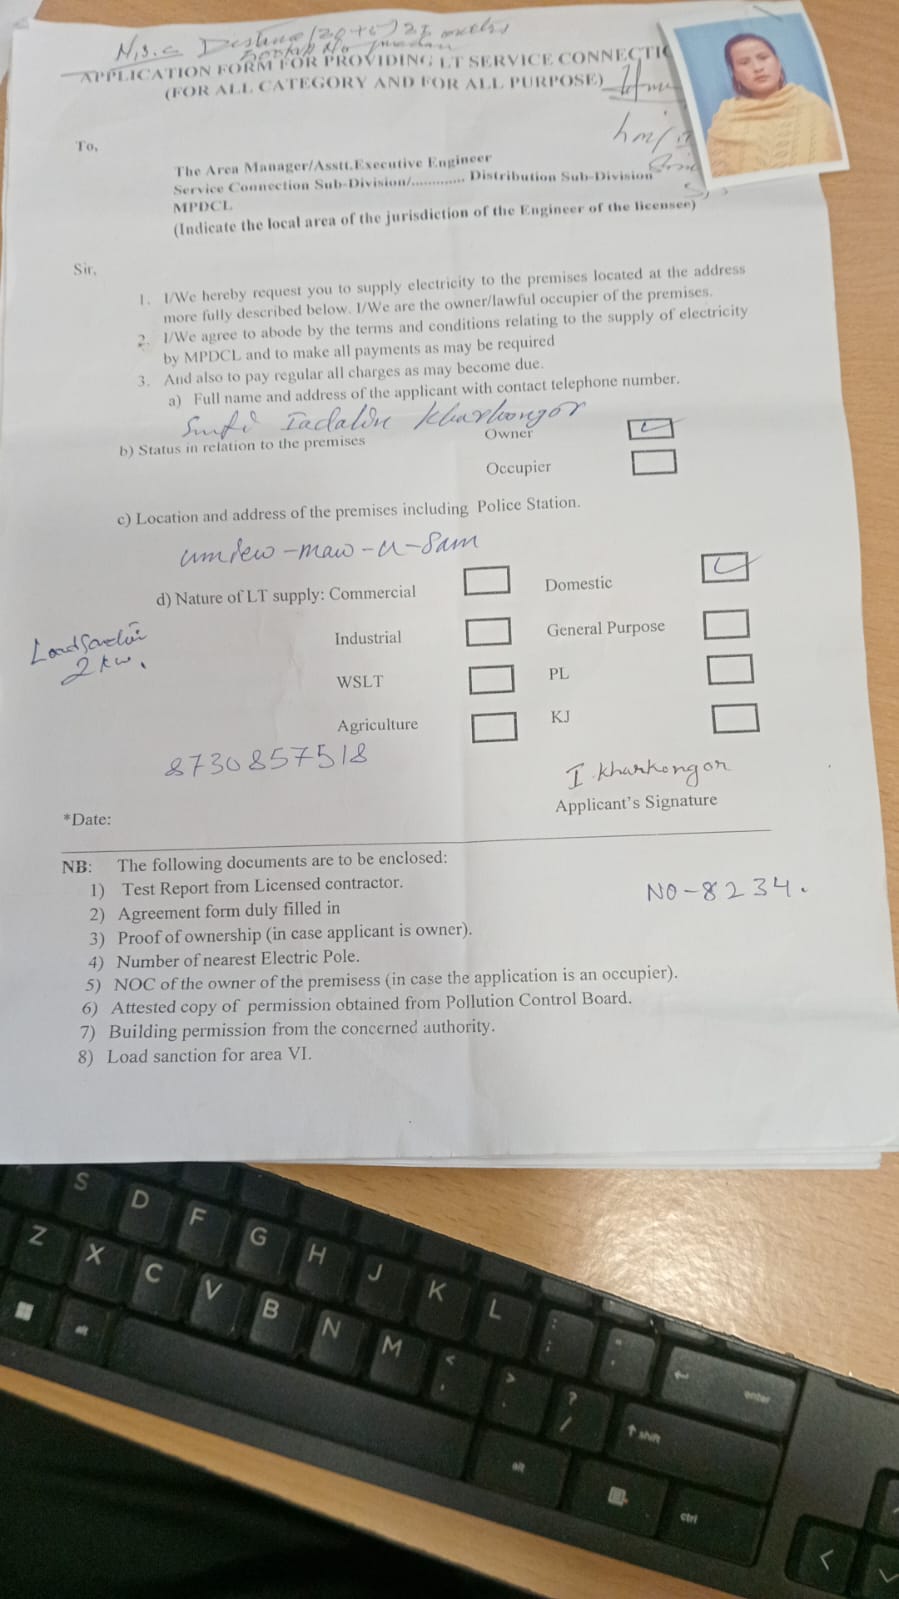 N.S.C Distance (20+5) 25 metres
APPLICATION FORM FOR PROVIDING LT SERVICE CONNECTIO
(FOR ALL CATEGORY AND FOR ALL PURPOSE)
To,
The Area Manager/Asstt.Executive Engineer
Service Connection Sub-Division/............. Distribution Sub-Division
MPDCL
(Indicate the local area of the jurisdiction of the Engineer of the licensee)
Sir,
1. I/We hereby request you to supply electricity to the premises located at the address
more fully described below. I/We are the owner/lawful occupier of the premises.
2. I/We agree to abode by the terms and conditions relating to the supply of electricity
by MPDCL and to make all payments as may be required
3. And also to pay regular all charges as may become due.
a) Full name and address of the applicant with contact telephone number.
Smti Iadalin Kharkongor
b) Status in relation to the premises Owner
Occupier
c) Location and address of the premises including Police Station.
umdew-maw-u-sam
d) Nature of LT supply: Commercial Domestic
Industrial General Purpose
Load Sanction
2 kw.
WSLT PL
Agriculture KJ
8730857518
I. kharkongor
Applicant's Signature
*Date:
NB: The following documents are to be enclosed:
1) Test Report from Licensed contractor.
NO-8234.
2) Agreement form duly filled in
3) Proof of ownership (in case applicant is owner).
4) Number of nearest Electric Pole.
5) NOC of the owner of the premisess (in case the application is an occupier).
6) Attested copy of permission obtained from Pollution Control Board.
7) Building permission from the concerned authority.
8) Load sanction for area VI.
S D F G H J K L
Z X C V B N M
enter
shift
alt
alt
ctrl